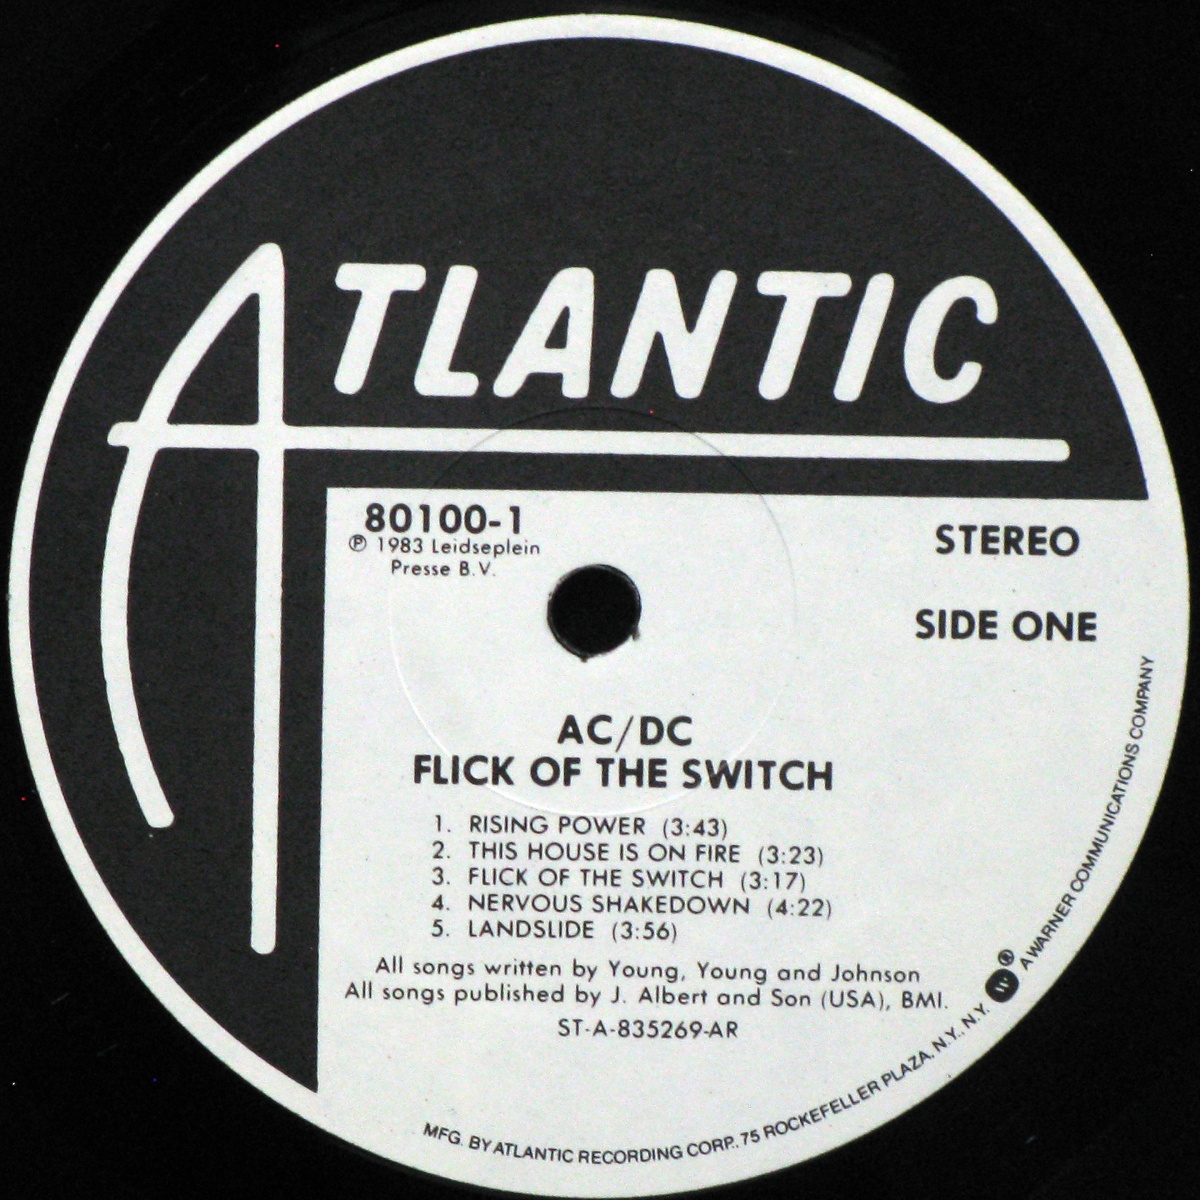 ATLANTIC
80100-1
℗ 1983 Leidseplein
Presse B.V.
STEREO
SIDE ONE
AC/DC
FLICK OF THE SWITCH
1. RISING POWER (3:43)
2. THIS HOUSE IS ON FIRE (3:23)
3. FLICK OF THE SWITCH (3:17)
4. NERVOUS SHAKEDOWN (4:22)
5. LANDSLIDE (3:56)
All songs written by Young, Young and Johnson
All songs published by J. Albert and Son (USA), BMI.
ST-A-835269-AR
MFG. BY ATLANTIC RECORDING CORP., 75 ROCKEFELLER PLAZA, N.Y., N.Y. W ® A WARNER COMMUNICATIONS COMPANY